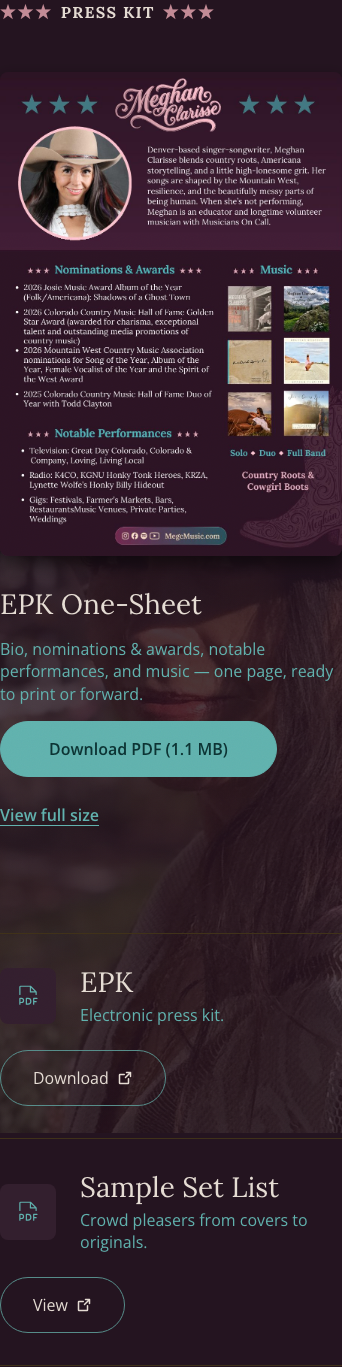 PRESS KIT
Meghan
Clarisse
Denver-based singer-songwriter, Meghan
Clarisse blends country roots, Americana
storytelling, and a little high-lonesome grit. Her
songs are shaped by the Mountain West,
resilience, and the beautifully messy parts of
being human. When she's not performing,
Meghan is an educator and longtime volunteer
musician with Musicians On Call.
Nominations & Awards
• 2026 Josie Music Award Album of the Year
(Folk/Americana): Shadows of a Ghost Town
• 2026 Colorado Country Music Hall of Fame Golden
Star Award (awarded for charisma, exceptional
talent and outstanding media promotions of
country music)
• 2026 Mountain West Country Music Association
nominations for Song of the Year, Album of the
Year, Female Vocalist of the Year and the Spirit of
the West Award
• 2025 Colorado Country Music Hall of Fame Duo of
Year with Todd Clayton
Music
Solo ◆ Duo ◆ Full Band
Country Roots &
Cowgirl Boots
Notable Performances
• Television: Great Day Colorado, Colorado &
Company, Loving, Living Local
• Radio: K4CO, KGNU Honky Tonk Heroes, KRZA,
Lynette Wolfe's Honky Billy Hideout
• Gigs: Festivals, Farmer's Markets, Bars,
RestaurantsMusic Venues, Private Parties,
Weddings
MegcMusic.com
EPK One-Sheet
Bio, nominations & awards, notable
performances, and music — one page, ready
to print or forward.
Download PDF (1.1 MB)
View full size
PDF
EPK
Electronic press kit.
Download
PDF
Sample Set List
Crowd pleasers from covers to
originals.
View